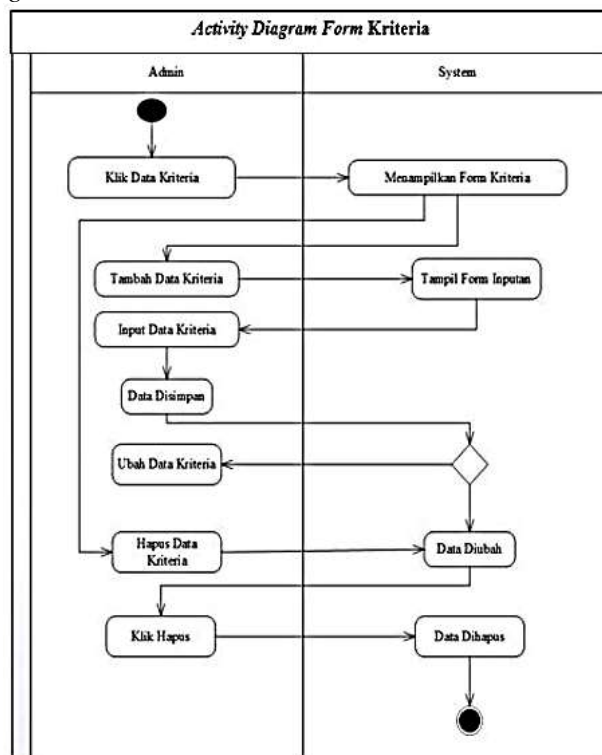 Activity Diagram Form Kriteria
Admin
System
Klik Data Kriteria
Menampilkan Form Kriteria
Tambah Data Kriteria
Tampil Form Inputan
Input Data Kriteria
Data Disimpan
Ubah Data Kriteria
Hapus Data
Kriteria
Data Diubah
Klik Hapus
Data Dihapus